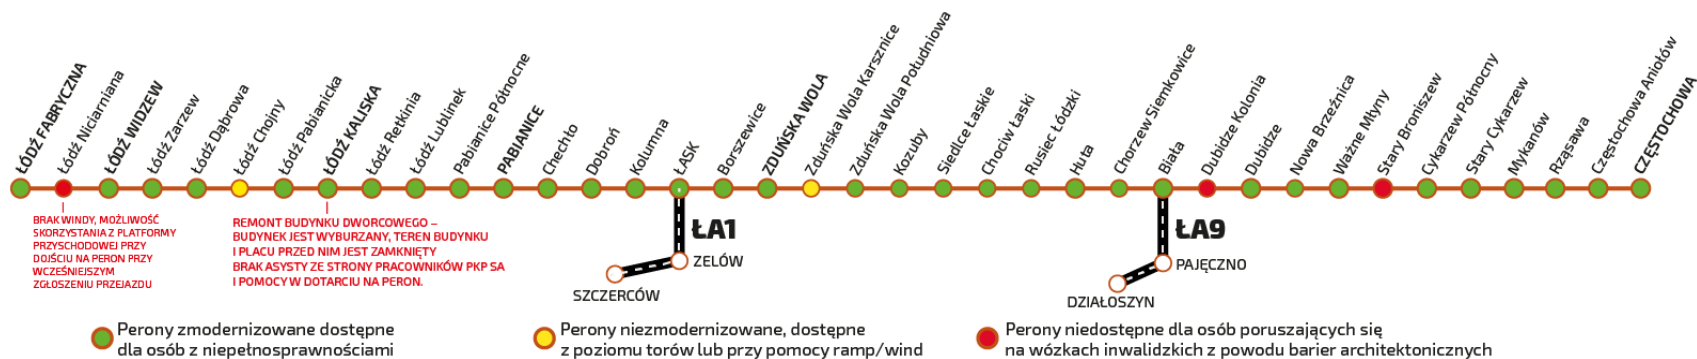 ŁÓDŹ FABRYCZNA
Łódź Niciarniana
ŁÓDŹ WIDZEW
Łódź Zarzew
Łódź Dąbrowa
Łódź Chojny
Łódź Pabianicka
ŁÓDŹ KALISKA
Łódź Retkinia
Łódź Lublinek
Pabianice Północne
PABIANICE
Chechło
Dobroń
Kolumna
ŁASK
Borszewice
ZDUŃSKA WOLA
Zduńska Wola Karsznice
Zduńska Wola Południowa
Kozuby
Siedlce Łaskie
Chociw Łaski
Rusiec Łódzki
Huta
Chorzew Siemkowice
Biała
Dubidze Kolonia
Dubidze
Nowa Brzeźnica
Ważne Młyny
Stary Broniszew
Cykarzew Północny
Stary Cykarzew
Mykanów
Rząsawa
Częstochowa Aniołów
CZĘSTOCHOWA
BRAK WINDY, MOŻLIWOŚĆ
SKORZYSTANIA Z PLATFORMY
PRZYSCHODOWEJ PRZY
DOJŚCIU NA PERON PRZY
WCZEŚNIEJSZYM
ZGŁOSZENIU PRZEJAZDU
REMONT BUDYNKU DWORCOWEGO –
BUDYNEK JEST WYBURZANY, TEREN BUDYNKU
I PLACU PRZED NIM JEST ZAMKNIĘTY
BRAK ASYSTY ZE STRONY PRACOWNIKÓW PKP SA
I POMOCY W DOTARCIU NA PERON.
ŁA1
ZELÓW
SZCZERCÓW
ŁA9
PAJĘCZNO
DZIAŁOSZYN
Perony zmodernizowane dostępne
dla osób z niepełnosprawnościami
Perony niezmodernizowane, dostępne
z poziomu torów lub przy pomocy ramp/wind
Perony niedostępne dla osób poruszających się
na wózkach inwalidzkich z powodu barier architektonicznych